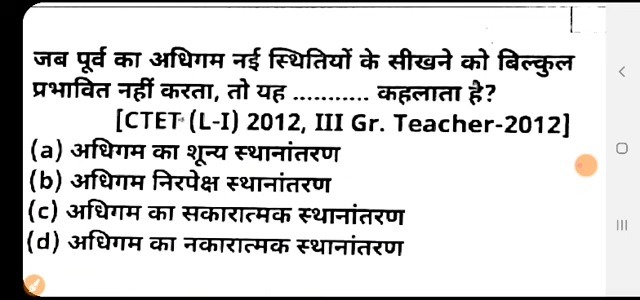 जब पूर्व का अधिगम नई स्थितियों के सीखने को बिल्कुल
प्रभावित नहीं करता, तो यह ............ कहलाता है?
[CTET (L-I) 2012, III Gr. Teacher-2012]
(a) अधिगम का शून्य स्थानांतरण
(b) अधिगम निरपेक्ष स्थानांतरण
(c) अधिगम का सकारात्मक स्थानांतरण
(d) अधिगम का नकारात्मक स्थानांतरण